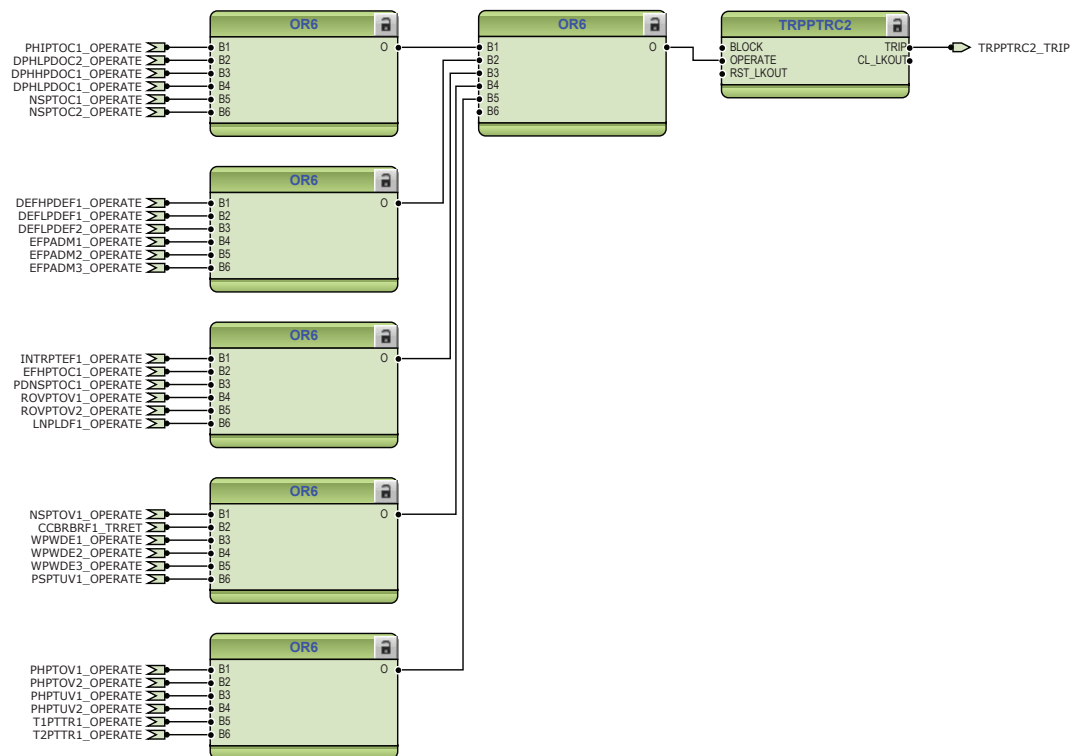 OR6
PHIPTOC1_OPERATE B1 O
DPHLPDOC2_OPERATE B2
DPHHPDOC1_OPERATE B3
DPHLPDOC1_OPERATE B4
NSPTOC1_OPERATE B5
NSPTOC2_OPERATE B6
OR6
B1 O
B2
B3
B4
B5
B6
TRPPTRC2
BLOCK TRIP TRPPTRC2_TRIP
OPERATE CL_LKOUT
RST_LKOUT
OR6
DEFHPDEF1_OPERATE B1 O
DEFLPDEF1_OPERATE B2
DEFLPDEF2_OPERATE B3
EFPADM1_OPERATE B4
EFPADM2_OPERATE B5
EFPADM3_OPERATE B6
OR6
INTRPTEF1_OPERATE B1 O
EFHPTOC1_OPERATE B2
PDNSPTOC1_OPERATE B3
ROVPTOV1_OPERATE B4
ROVPTOV2_OPERATE B5
LNPLDF1_OPERATE B6
OR6
NSPTOV1_OPERATE B1 O
CCBRBRF1_TRRET B2
WPWDE1_OPERATE B3
WPWDE2_OPERATE B4
WPWDE3_OPERATE B5
PSPTUV1_OPERATE B6
OR6
PHPTOV1_OPERATE B1 O
PHPTOV2_OPERATE B2
PHPTUV1_OPERATE B3
PHPTUV2_OPERATE B4
T1PTTR1_OPERATE B5
T2PTTR1_OPERATE B6